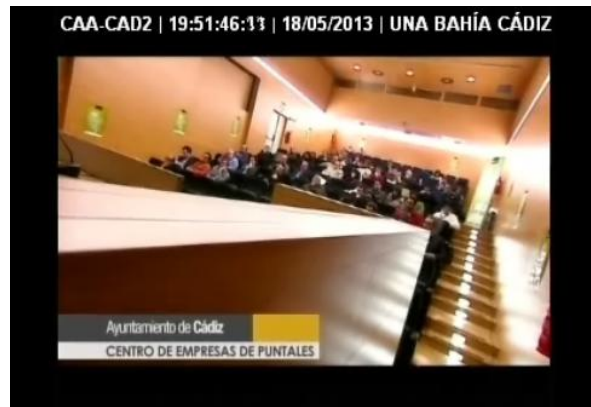 CAA-CAD2 | 19:51:46:11 | 18/05/2013 | UNA BAHÍA CÁDIZ
Ayuntamiento de Cádiz
CENTRO DE EMPRESAS DE PUNTALES